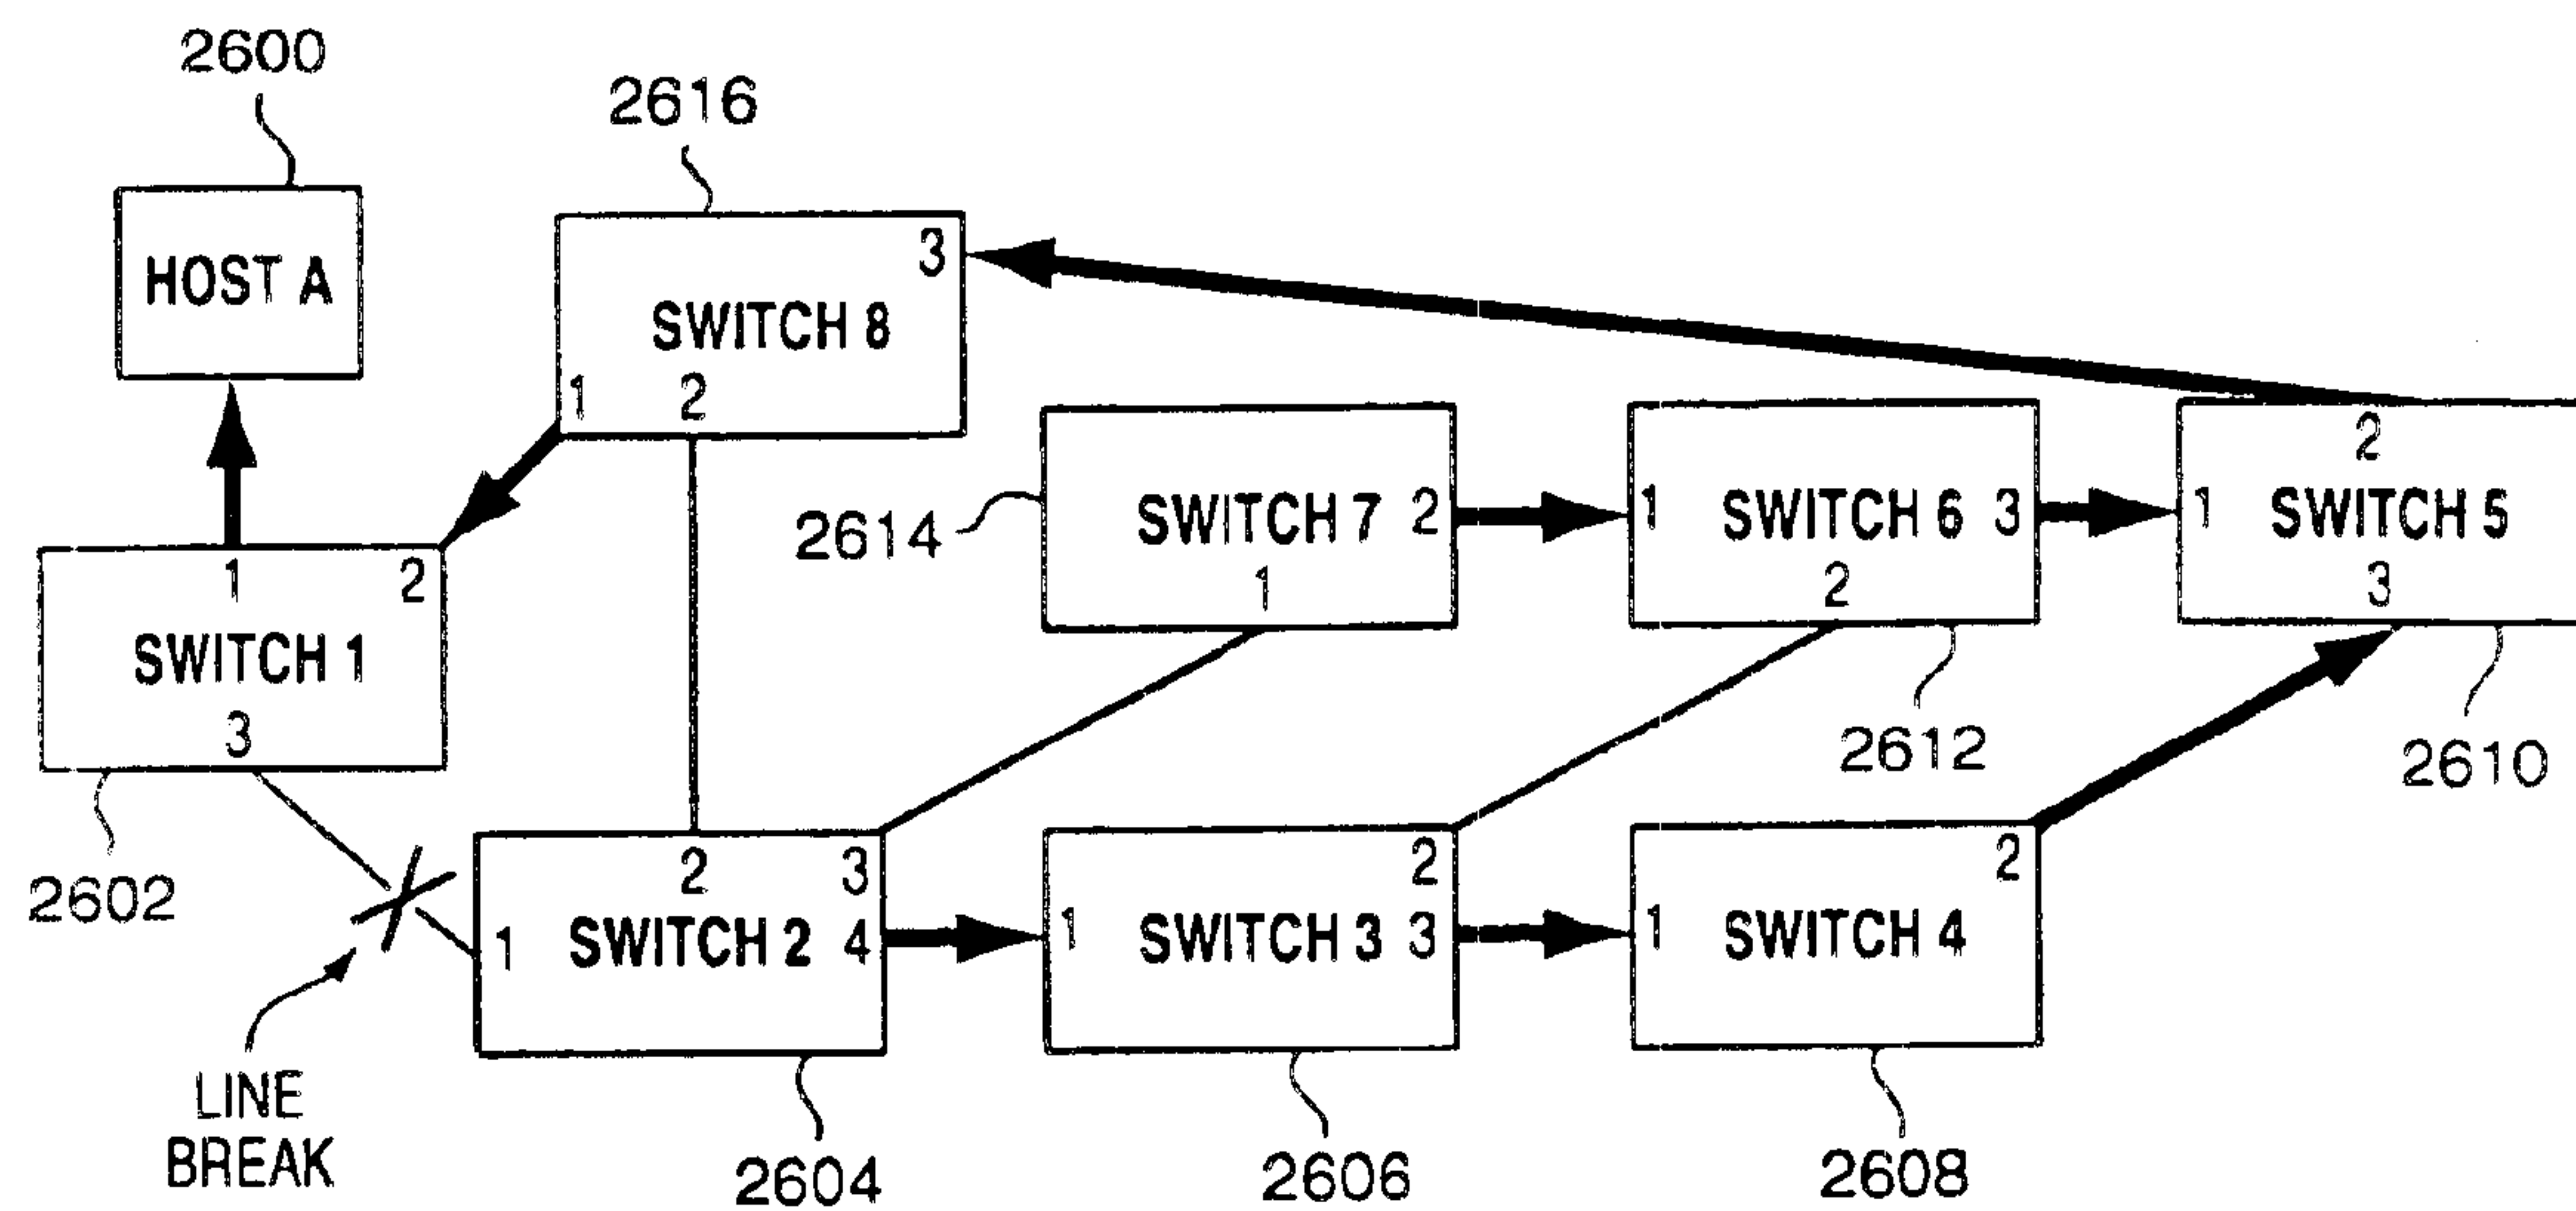 2600
2616
HOST A
3
SWITCH 8
1 2
2
1 SWITCH 5
3
2614
SWITCH 7 2
1
1 SWITCH 6 3
2
1 2
SWITCH 1
3
2612
2610
2602
2 3
1 SWITCH 2 4
2
1 SWITCH 3 3
2
1 SWITCH 4
LINE
BREAK
2604
2606
2608